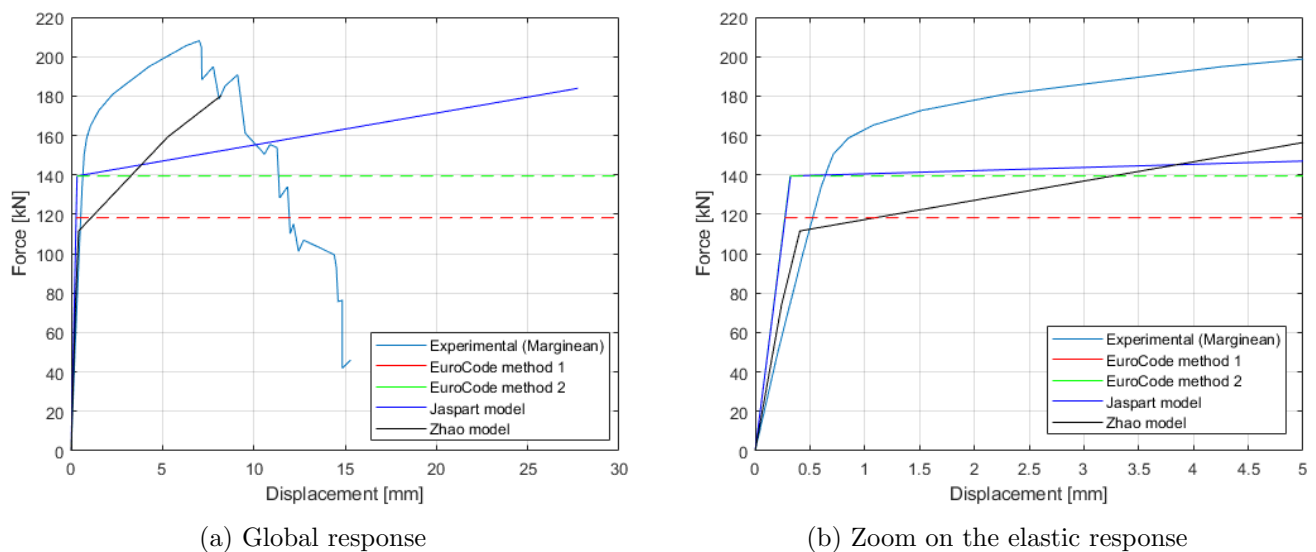 220
200
180
160
140
120
100
80
60
40
20
0
Force [kN]
0 5 10 15 20 25 30
Displacement [mm]
Experimental (Marginean)
EuroCode method 1
EuroCode method 2
Jaspart model
Zhao model
(a) Global response
220
200
180
160
140
120
100
80
60
40
20
0
Force [kN]
0 0.5 1 1.5 2 2.5 3 3.5 4 4.5 5
Displacement [mm]
Experimental (Marginean)
EuroCode method 1
EuroCode method 2
Jaspart model
Zhao model
(b) Zoom on the elastic response